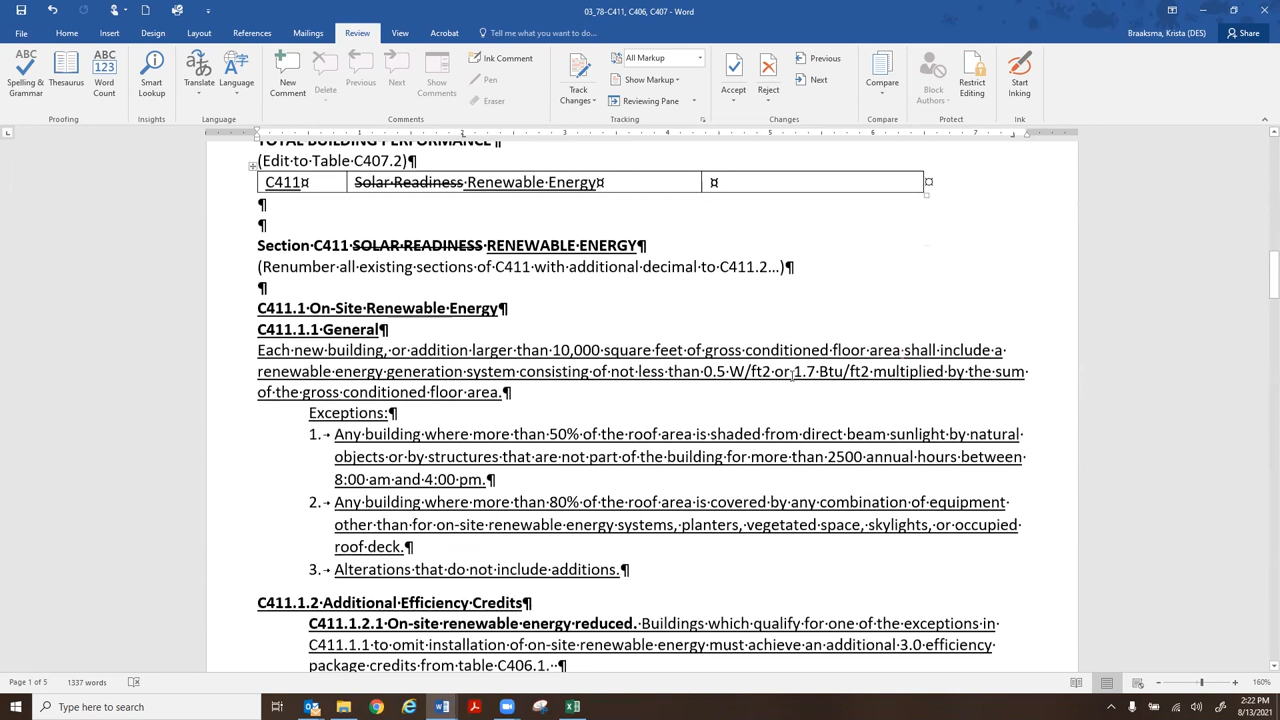 03_78-C411, C406, C407 - Word
Braaksma, Krista (DES)
File Home Insert Draw Design Layout References Mailings Review View Acrobat Tell me what you want to do... Share
Spelling & Grammar
Thesaurus
Word Count
Smart Lookup
Translate
Language
New Comment
Delete
Previous
Next
Show Comments
Ink Comment
Pen
Eraser
Track Changes
All Markup
Show Markup
Reviewing Pane
Accept
Reject
Previous
Next
Compare
Block Authors
Restrict Editing
Start Inking
Proofing Insights Language Comments Tracking Changes Compare Protect Ink
1 2 3 4 5 6 7
TOTAL BUILDING PERFORMANCE¶
(Edit to Table C407.2)¶
C411¤ Solar·Readiness·Renewable·Energy¤ ¤ ¤
¶
¶
Section·C411·SOLAR·READINESS·RENEWABLE·ENERGY¶
(Renumber·all·existing·sections·of·C411·with·additional·decimal·to·C411.2…)¶
¶
C411.1·On-Site·Renewable·Energy¶
C411.1.1·General¶
Each·new·building,·or·addition·larger·than·10,000·square·feet·of·gross·conditioned·floor·area·shall·include·a·
renewable·energy·generation·system·consisting·of·not·less·than·0.5·W/ft2·or·1.7·Btu/ft2·multiplied·by·the·sum·
of·the·gross·conditioned·floor·area.¶
Exceptions:¶
1.→Any·building·where·more·than·50%·of·the·roof·area·is·shaded·from·direct·beam·sunlight·by·natural·
objects·or·by·structures·that·are·not·part·of·the·building·for·more·than·2500·annual·hours·between·
8:00·am·and·4:00·pm.¶
2.→Any·building·where·more·than·80%·of·the·roof·area·is·covered·by·any·combination·of·equipment·
other·than·for·on-site·renewable·energy·systems,·planters,·vegetated·space,·skylights,·or·occupied·
roof·deck.¶
3.→Alterations·that·do·not·include·additions.¶
C411.1.2·Additional·Efficiency·Credits¶
C411.1.2.1·On-site·renewable·energy·reduced.·Buildings·which·qualify·for·one·of·the·exceptions·in·
C411.1.1·to·omit·installation·of·on-site·renewable·energy·must·achieve·an·additional·3.0·efficiency·
package·credits·from·table·C406.1.··¶
Page 1 of 5 1337 words 160%
Type here to search
2:22 PM
8/13/2021